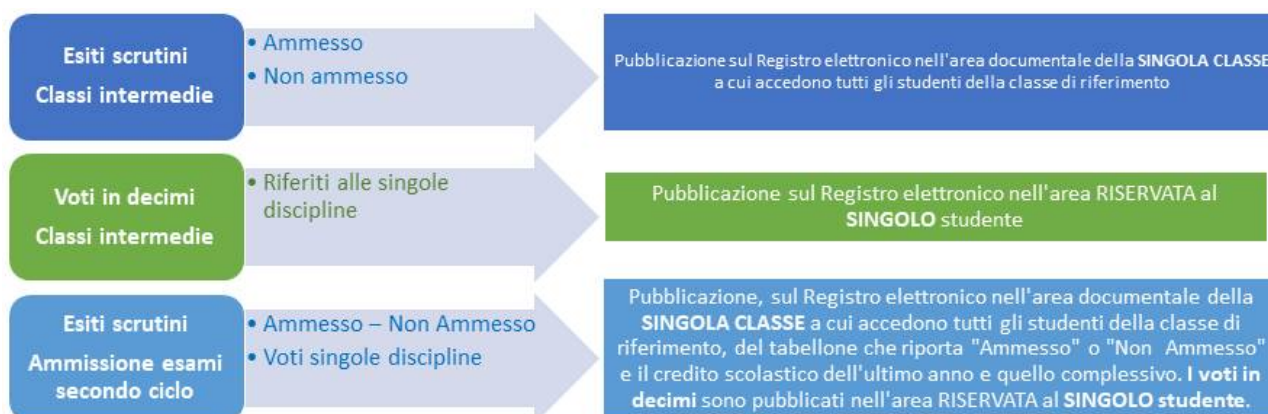 Esiti scrutini
Classi intermedie
• Ammesso
• Non ammesso
Pubblicazione sul Registro elettronico nell'area documentale della SINGOLA CLASSE
a cui accedono tutti gli studenti della classe di riferimento
Voti in decimi
Classi intermedie
• Riferiti alle singole
discipline
Pubblicazione sul Registro elettronico nell'area RISERVATA al
SINGOLO studente
Esiti scrutini
Ammissione esami
secondo ciclo
• Ammesso – Non Ammesso
• Voti singole discipline
Pubblicazione, sul Registro elettronico nell'area documentale della
SINGOLA CLASSE a cui accedono tutti gli studenti della classe di
riferimento, del tabellone che riporta "Ammesso" o "Non Ammesso"
e il credito scolastico dell'ultimo anno e quello complessivo. I voti in
decimi sono pubblicati nell'area RISERVATA al SINGOLO studente.